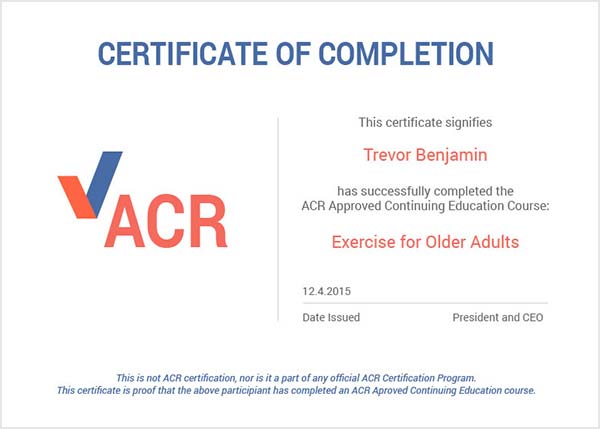 CERTIFICATE OF COMPLETION
ACR
This certificate signifies
Trevor Benjamin
has successfully completed the
ACR Approved Continuing Education Course:
Exercise for Older Adults
12.4.2015
Date Issued President and CEO
This is not ACR certification, nor is it a part of any official ACR Certification Program.
This certificate is proof that the above participant has completed an ACR Aproved Continuing Education course.